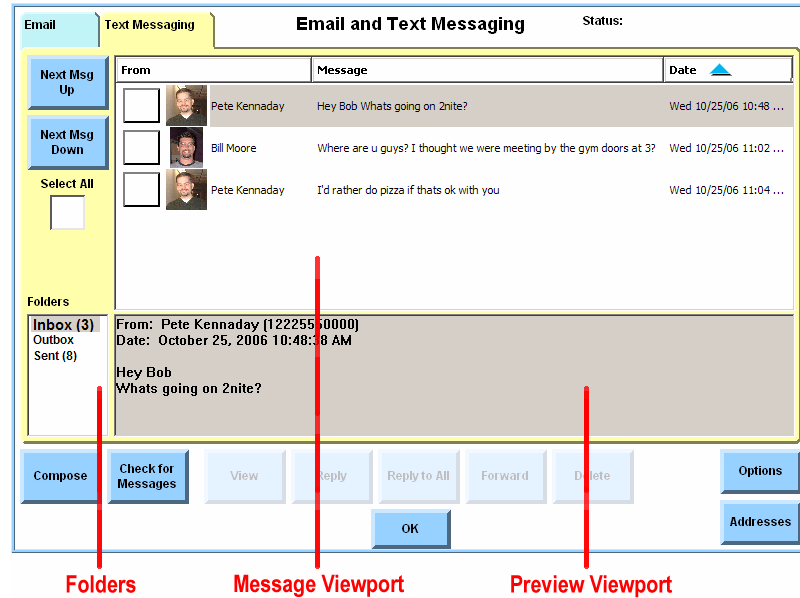 Email
Text Messaging
Email and Text Messaging
Status:
Next Msg
Up
Next Msg
Down
Select All
From
Message
Date
Pete Kennaday
Hey Bob Whats going on 2nite?
Wed 10/25/06 10:48 ...
Bill Moore
Where are u guys? I thought we were meeting by the gym doors at 3?
Wed 10/25/06 11:02 ...
Pete Kennaday
I'd rather do pizza if thats ok with you
Wed 10/25/06 11:04 ...
Folders
Inbox (3)
Outbox
Sent (8)
From: Pete Kennaday (12225550000)
Date: October 25, 2006 10:48:38 AM
Hey Bob
Whats going on 2nite?
Compose
Check for
Messages
View
Reply
Reply to All
Forward
Delete
Options
OK
Addresses
Folders
Message Viewport
Preview Viewport